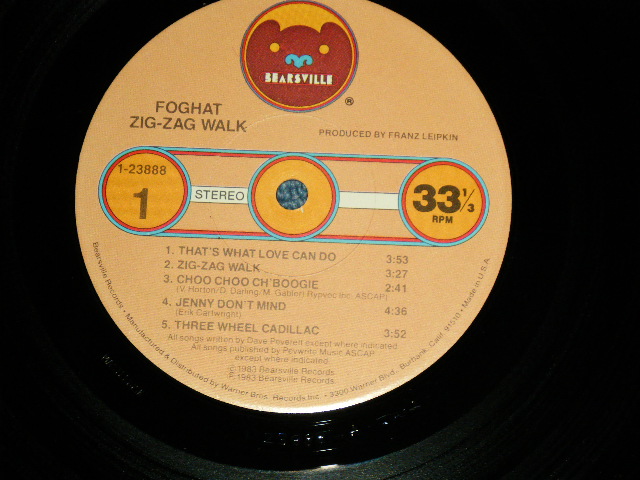 BEARSVILLE
®
FOGHAT
ZIG-ZAG WALK
PRODUCED BY FRANZ LEIPKIN
1-23888
1
STEREO
33 1/3
RPM
1. THAT'S WHAT LOVE CAN DO 3:53
2. ZIG-ZAG WALK 3:27
3. CHOO CHOO CH'BOOGIE 2:41
(V. Horton/D. Darling/M. Gabler) Rypvec Inc. ASCAP)
4. JENNY DON'T MIND 4:36
(Erik Cartwright)
5. THREE WHEEL CADILLAC 3:52
All songs written by Dave Peverett except where indicated
All songs published by Pevwrite Music ASCAP
except where indicated
©1983 Bearsville Records
℗1983 Bearsville Records
Bearsville Records • Manufactured & Distributed by Warner Bros. Records Inc. • 3300 Warner Blvd., Burbank, Calif. 91510 • Made in U.S.A.